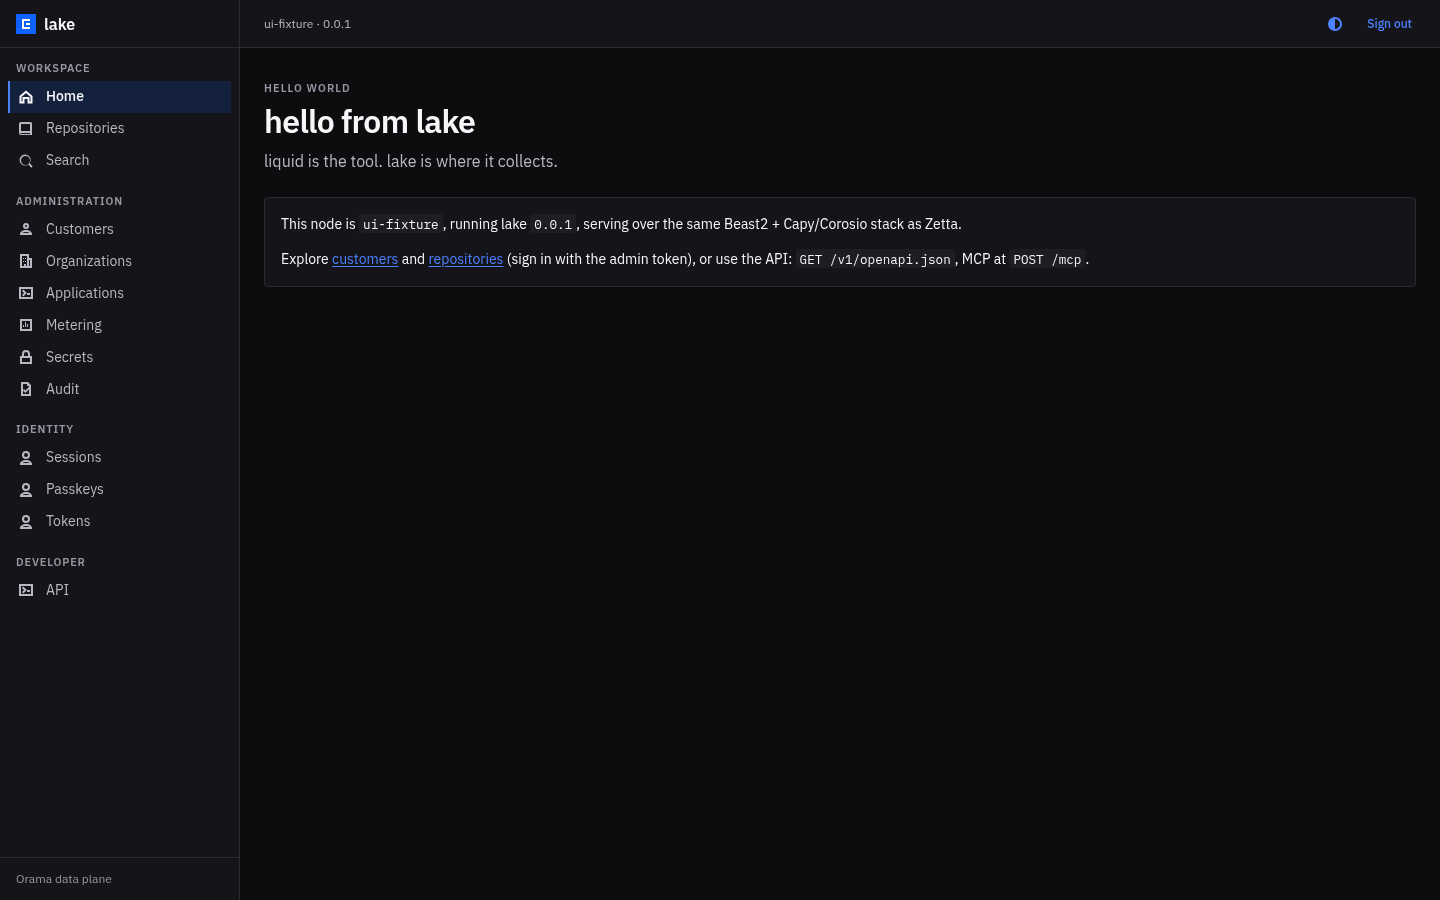 lake
ui-fixture · 0.0.1
Sign out
WORKSPACE
Home
Repositories
Search
ADMINISTRATION
Customers
Organizations
Applications
Metering
Secrets
Audit
IDENTITY
Sessions
Passkeys
Tokens
DEVELOPER
API
Orama data plane
HELLO WORLD
hello from lake
liquid is the tool. lake is where it collects.
This node is ui-fixture, running lake 0.0.1, serving over the same Beast2 + Capy/Corosio stack as Zetta.
Explore customers and repositories (sign in with the admin token), or use the API: GET /v1/openapi.json, MCP at POST /mcp.